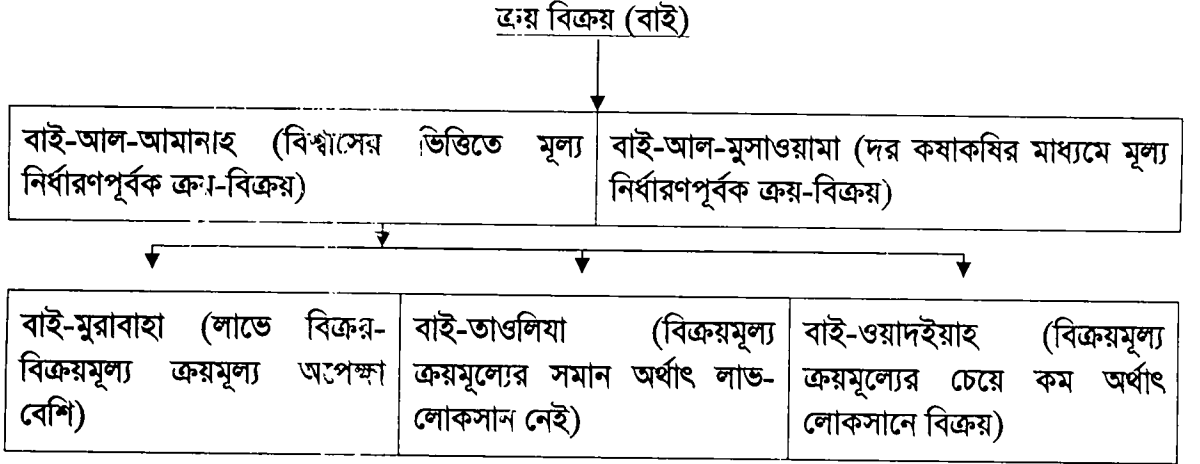 ক্রয় বিক্রয় (বাই)
বাই-আল-আমানাহ (বিশ্বাসের ভিত্তিতে মূল্য
নির্ধারণপূর্বক ক্রয়-বিক্রয়)
বাই-আল-মুসাওয়ামা (দর কষাকষির মাধ্যমে মূল্য
নির্ধারণপূর্বক ক্রয়-বিক্রয়)
বাই-মুরাবাহা (লাভে বিক্রয়-
বিক্রয়মূল্য ক্রয়মূল্য অপেক্ষা
বেশি)
বাই-তাওলিয়া (বিক্রয়মূল্য
ক্রয়মূল্যের সমান অর্থাৎ লাভ-
লোকসান নেই)
বাই-ওয়াদইয়াহ (বিক্রয়মূল্য
ক্রয়মূল্যের চেয়ে কম অর্থাৎ
লোকসানে বিক্রয়)